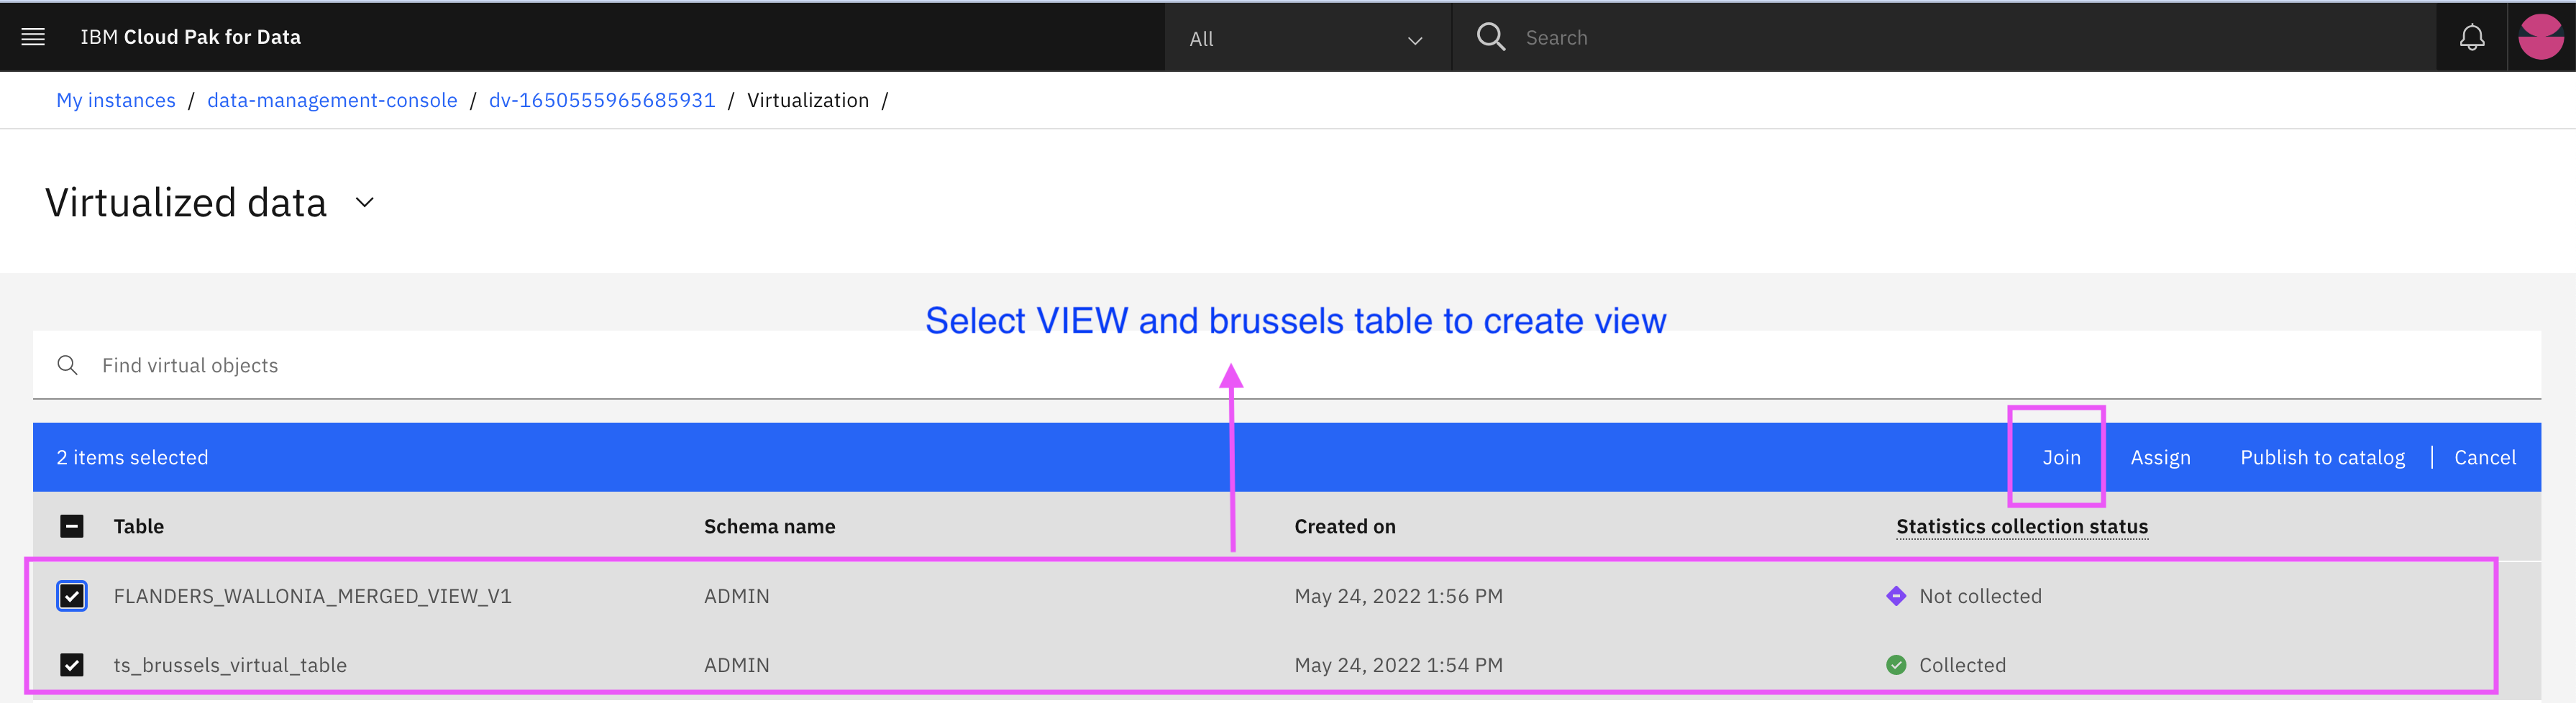 IBM Cloud Pak for Data All Search
My instances / data-management-console / dv-1650555965685931 / Virtualization /
Virtualized data
Select VIEW and brussels table to create view
Find virtual objects
2 items selected Join Assign Publish to catalog | Cancel
Table Schema name Created on Statistics collection status
FLANDERS_WALLONIA_MERGED_VIEW_V1 ADMIN May 24, 2022 1:56 PM Not collected
ts_brussels_virtual_table ADMIN May 24, 2022 1:54 PM Collected